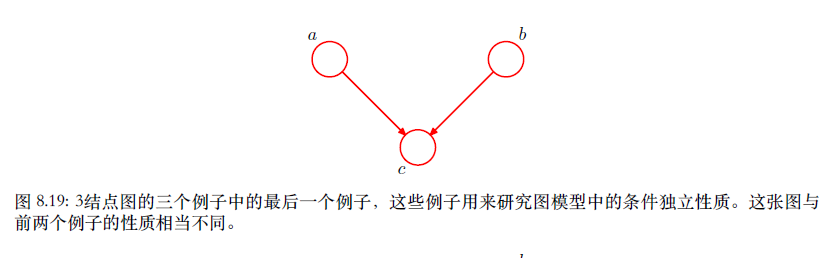 a
b
c
图 8.19: 3结点图的三个例子中的最后一个例子，这些例子用来研究图模型中的条件独立性质。这张图与
前两个例子的性质相当不同。